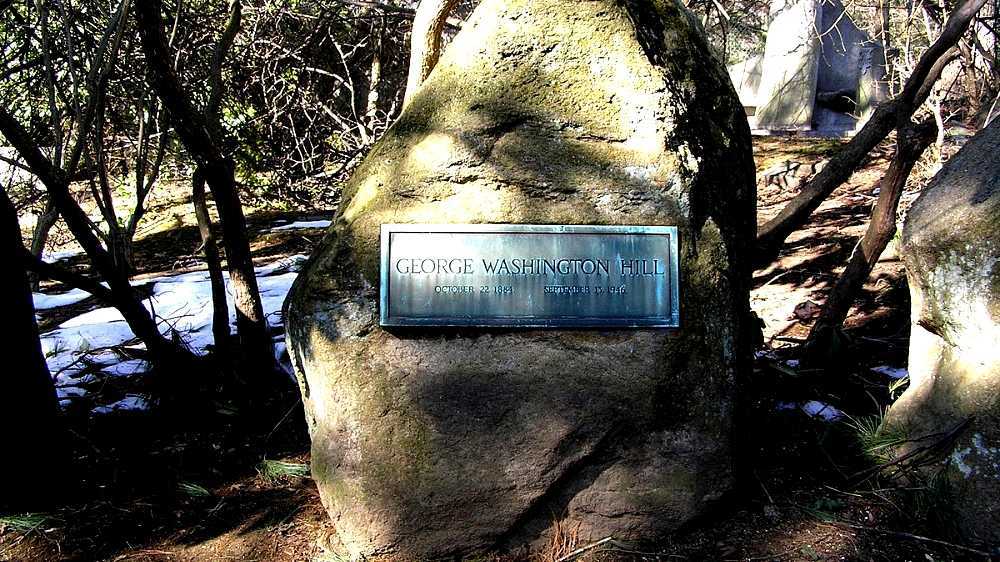 GEORGE WASHINGTON HILL
OCTOBER 22 1884 SEPTEMBER 13 1946